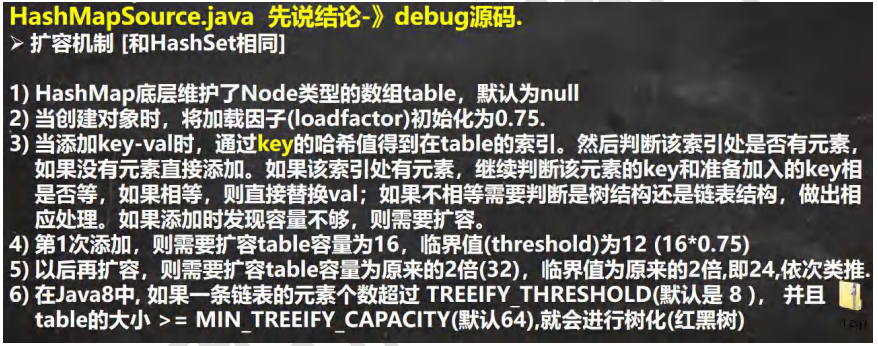 HashMapSource.java 先说结论-》debug源码.
➢ 扩容机制 [和HashSet相同]
1) HashMap底层维护了Node类型的数组table，默认为null
2) 当创建对象时，将加载因子(loadfactor)初始化为0.75.
3) 当添加key-val时，通过key的哈希值得到在table的索引。然后判断该索引处是否有元素，
如果没有元素直接添加。如果该索引处有元素，继续判断该元素的key和准备加入的key相
是否等，如果相等，则直接替换val；如果不相等需要判断是树结构还是链表结构，做出相
应处理。如果添加时发现容量不够，则需要扩容。
4) 第1次添加，则需要扩容table容量为16，临界值(threshold)为12 (16*0.75)
5) 以后再扩容，则需要扩容table容量为原来的2倍(32)，临界值为原来的2倍,即24,依次类推.
6) 在Java8中, 如果一条链表的元素个数超过 TREEIFY_THRESHOLD(默认是 8 )，并且
table的大小 >= MIN_TREEIFY_CAPACITY(默认64),就会进行树化(红黑树)